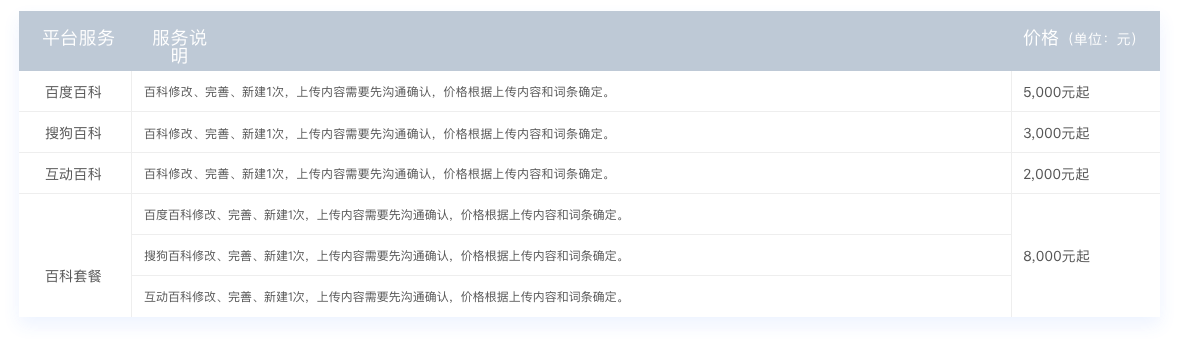 平台服务
服务说
明
价格（单位：元）
百度百科
百科修改、完善、新建1次，上传内容需要先沟通确认，价格根据上传内容和词条确定。
5,000元起
搜狗百科
百科修改、完善、新建1次，上传内容需要先沟通确认，价格根据上传内容和词条确定。
3,000元起
互动百科
百科修改、完善、新建1次，上传内容需要先沟通确认，价格根据上传内容和词条确定。
2,000元起
百科套餐
百度百科修改、完善、新建1次，上传内容需要先沟通确认，价格根据上传内容和词条确定。
搜狗百科修改、完善、新建1次，上传内容需要先沟通确认，价格根据上传内容和词条确定。
互动百科修改、完善、新建1次，上传内容需要先沟通确认，价格根据上传内容和词条确定。
8,000元起